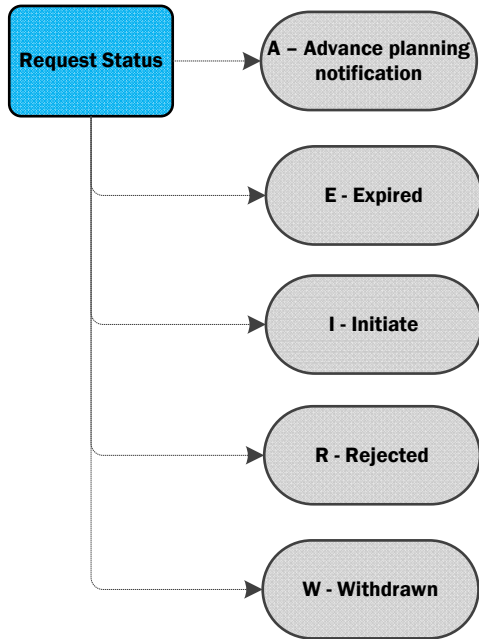 Request Status
A – Advance planning
notification
E - Expired
I - Initiate
R - Rejected
W - Withdrawn